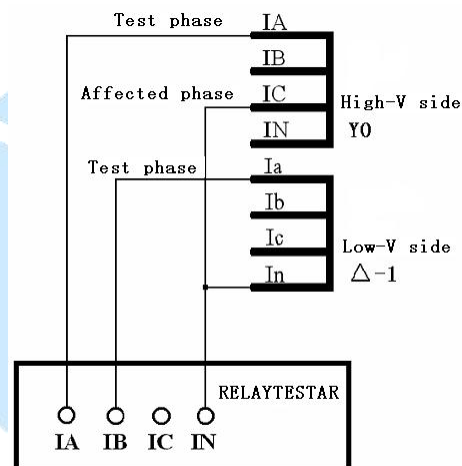 Test phase
IA
IB
Affected phase
IC
High-V side
IN
Y0
Test phase
Ia
Ib
Ic
Low-V side
In
△-1
RELAYTESTAR
IA IB IC IN